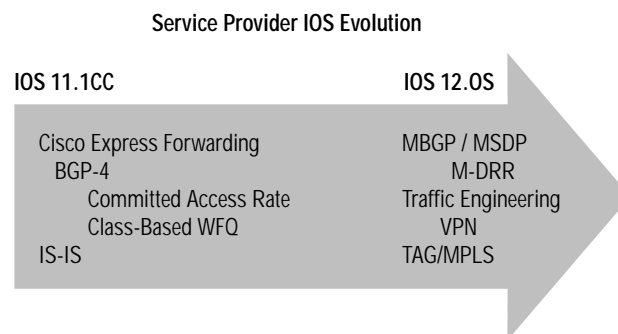 Service Provider IOS Evolution
IOS 11.1CC
IOS 12.OS
Cisco Express Forwarding
BGP-4
Committed Access Rate
Class-Based WFQ
IS-IS
MBGP / MSDP
M-DRR
Traffic Engineering
VPN
TAG/MPLS